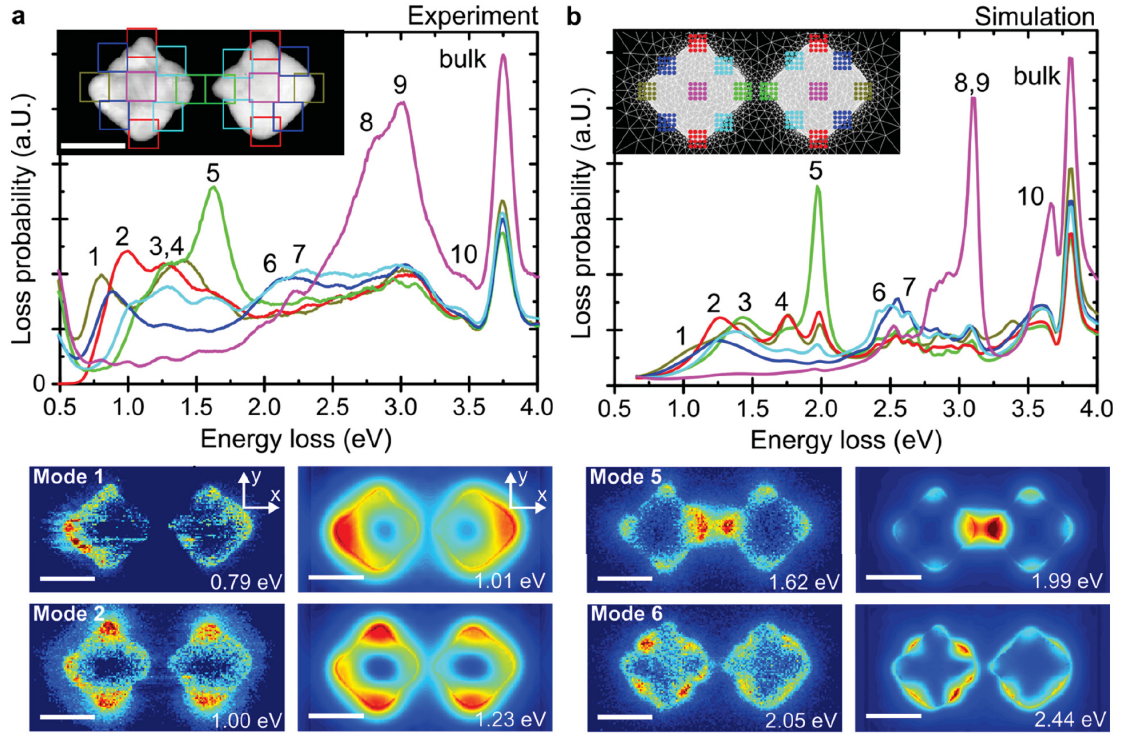 a
Experiment
Loss probability (a.U.)
0
bulk
1
2
3,4
5
6
7
8
9
10
0.5 1.0 1.5 2.0 2.5 3.0 3.5 4.0
Energy loss (eV)
b
Simulation
Loss probability (a.U.)
bulk
1
2
3
4
5
6
7
8,9
10
0.5 1.0 1.5 2.0 2.5 3.0 3.5 4.0
Energy loss (eV)
Mode 1
0.79 eV
y
x
y
x
1.01 eV
Mode 5
1.62 eV
1.99 eV
Mode 2
1.00 eV
1.23 eV
Mode 6
2.05 eV
2.44 eV